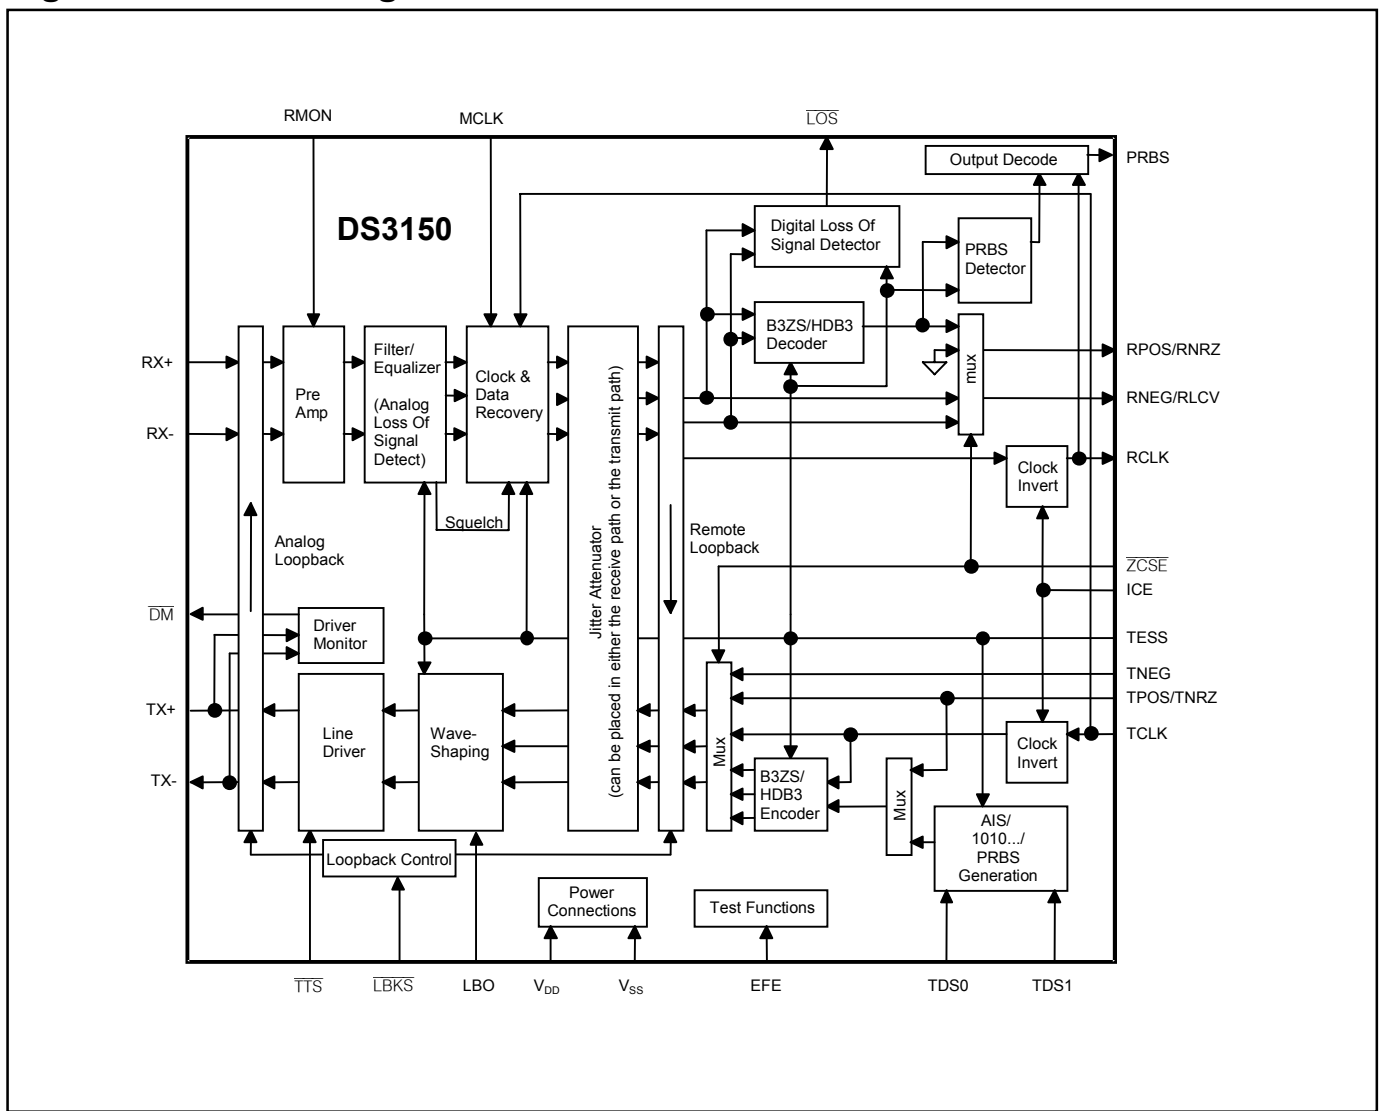 RMON
MCLK
LOS
Output Decode
PRBS
DS3150
Digital Loss Of
Signal Detector
PRBS
Detector
B3ZS/HDB3
Decoder
mux
RX+
RX-
Pre
Amp
Filter/
Equalizer
(Analog
Loss Of
Signal
Detect)
Clock &
Data
Recovery
Squelch
Jitter Attenuator
(can be placed in either the receive path or the transmit path)
Remote
Loopback
Analog
Loopback
RPOS/RNRZ
RNEG/RLCV
RCLK
Clock
Invert
ZCSE
ICE
TESS
TNEG
TPOS/TNRZ
TCLK
Clock
Invert
DM
Driver
Monitor
TX+
TX-
Line
Driver
Wave-
Shaping
Mux
B3ZS/
HDB3
Encoder
Mux
AIS/
1010.../
PRBS
Generation
Loopback Control
Power
Connections
Test Functions
TTS
LBKS
LBO
VDD
VSS
EFE
TDS0
TDS1